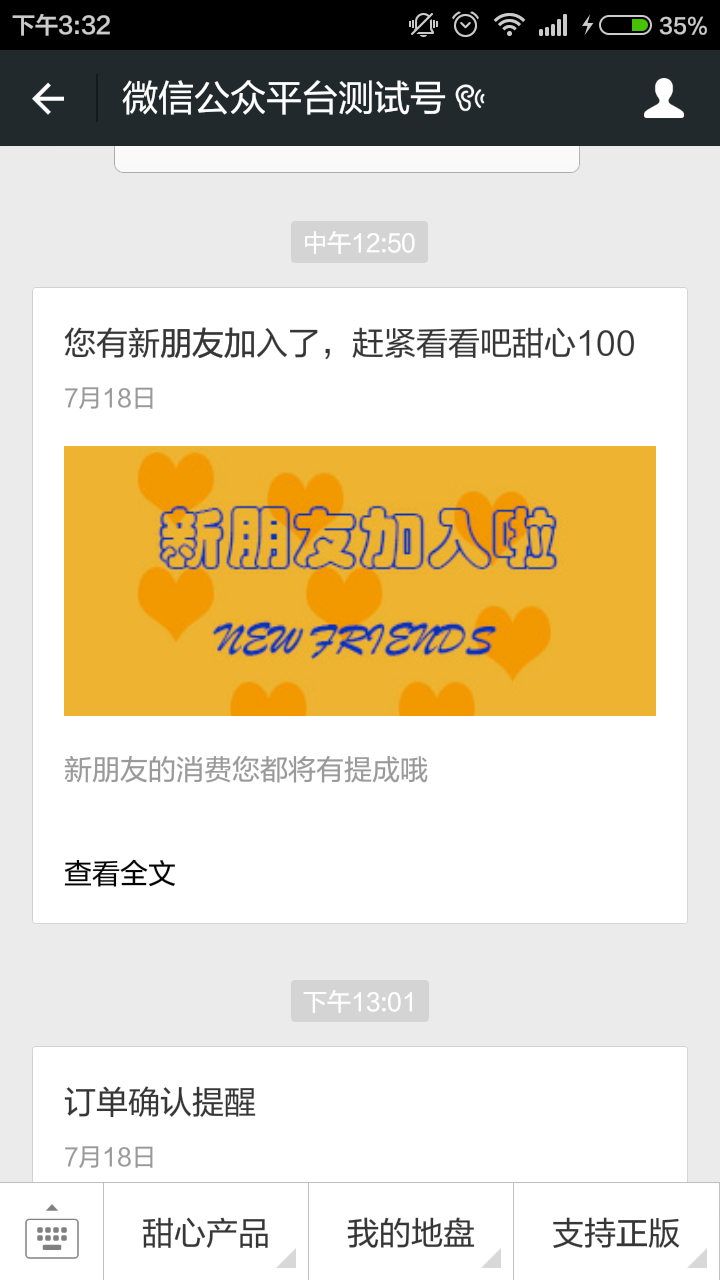 下午3:32
35%
微信公众平台测试号
中午12:50
您有新朋友加入了，赶紧看看吧甜心100
7月18日
新朋友加入啦
NEW FRIENDS
新朋友的消费您都将有提成哦
查看全文
下午13:01
订单确认提醒
7月18日
甜心产品
我的地盘
支持正版